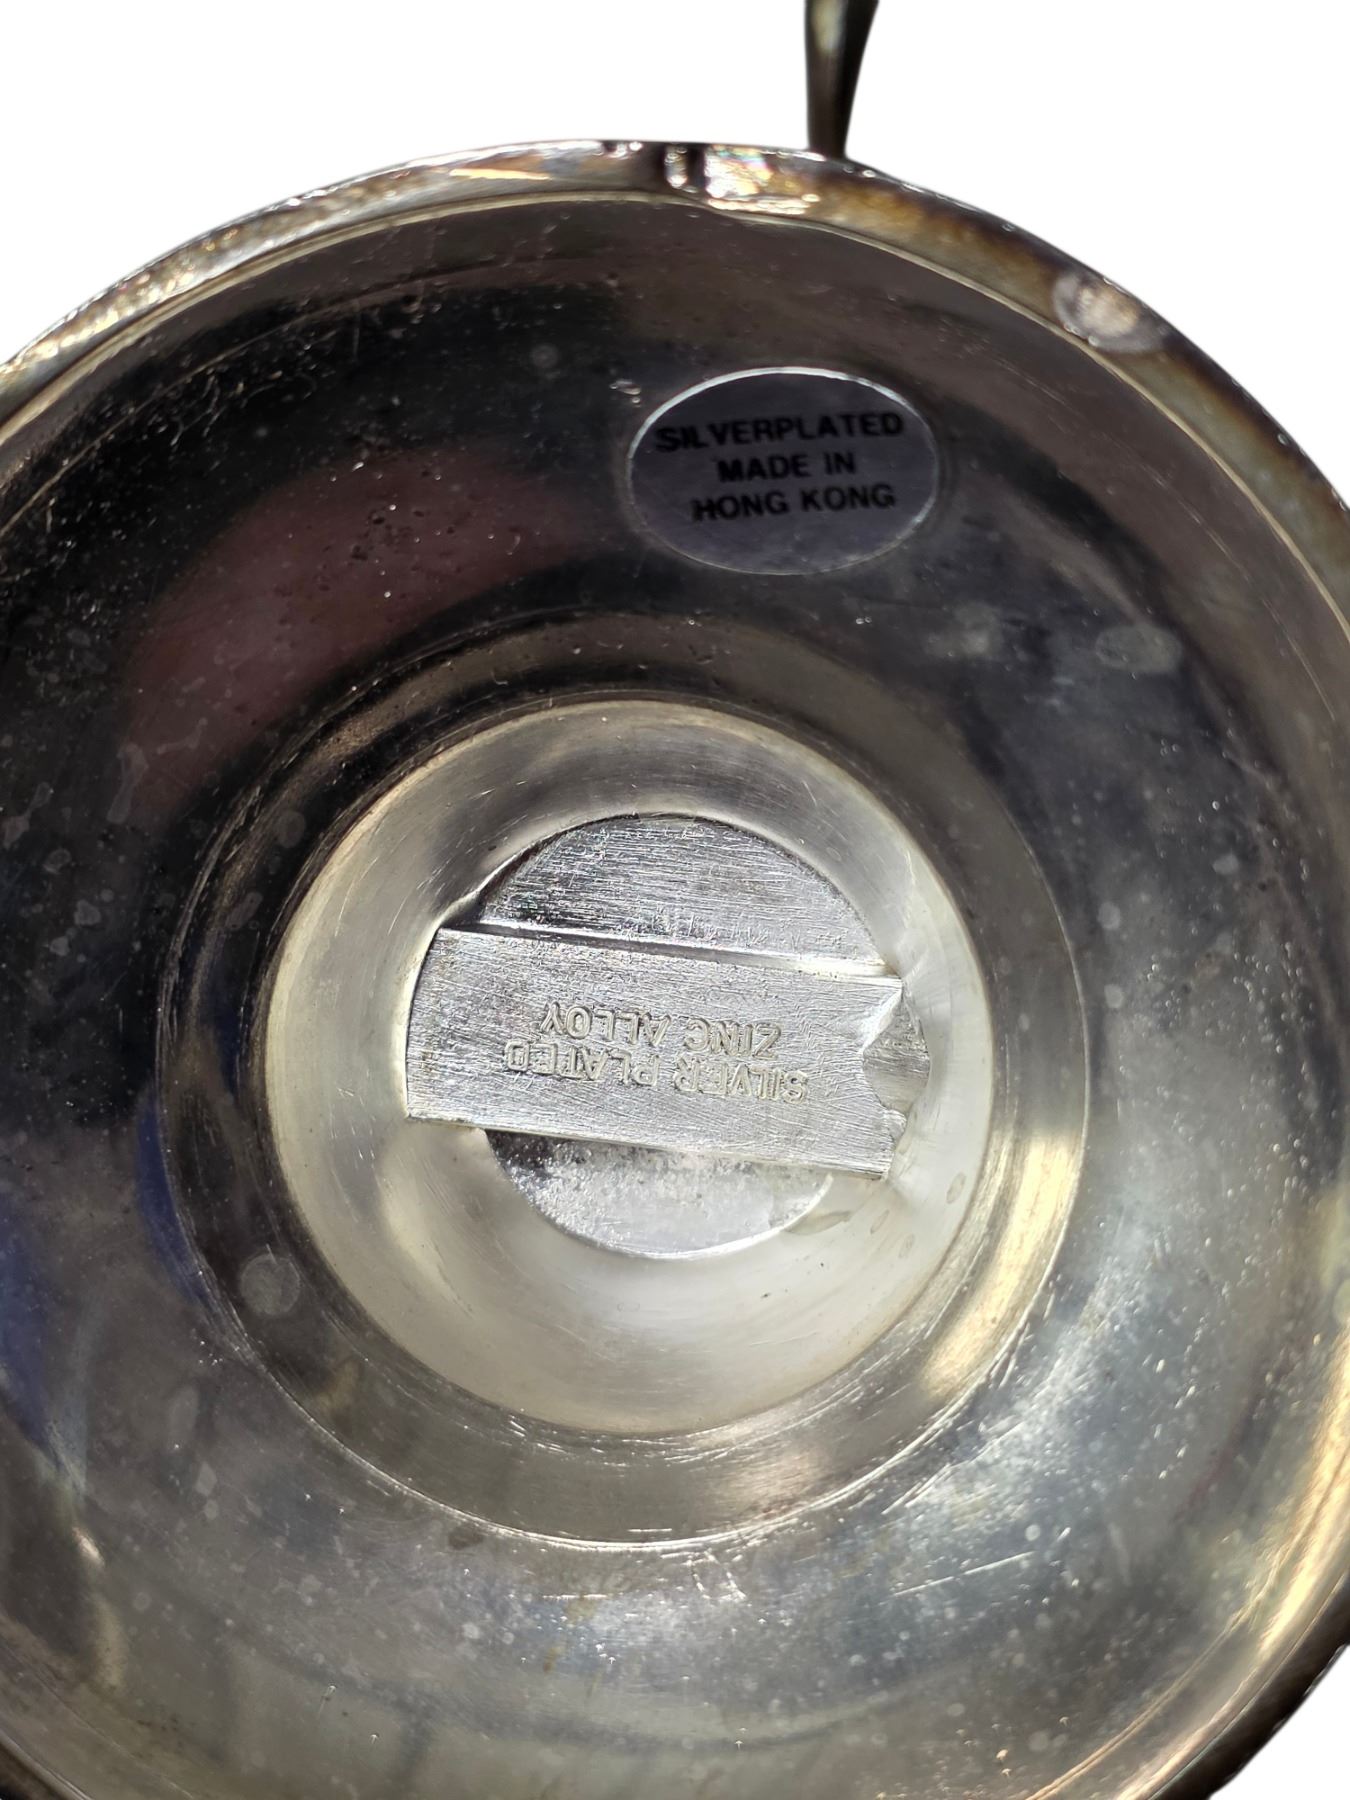 SILVERPLATED
MADE IN
HONG KONG
SILVER PLATED
ZINC ALLOY